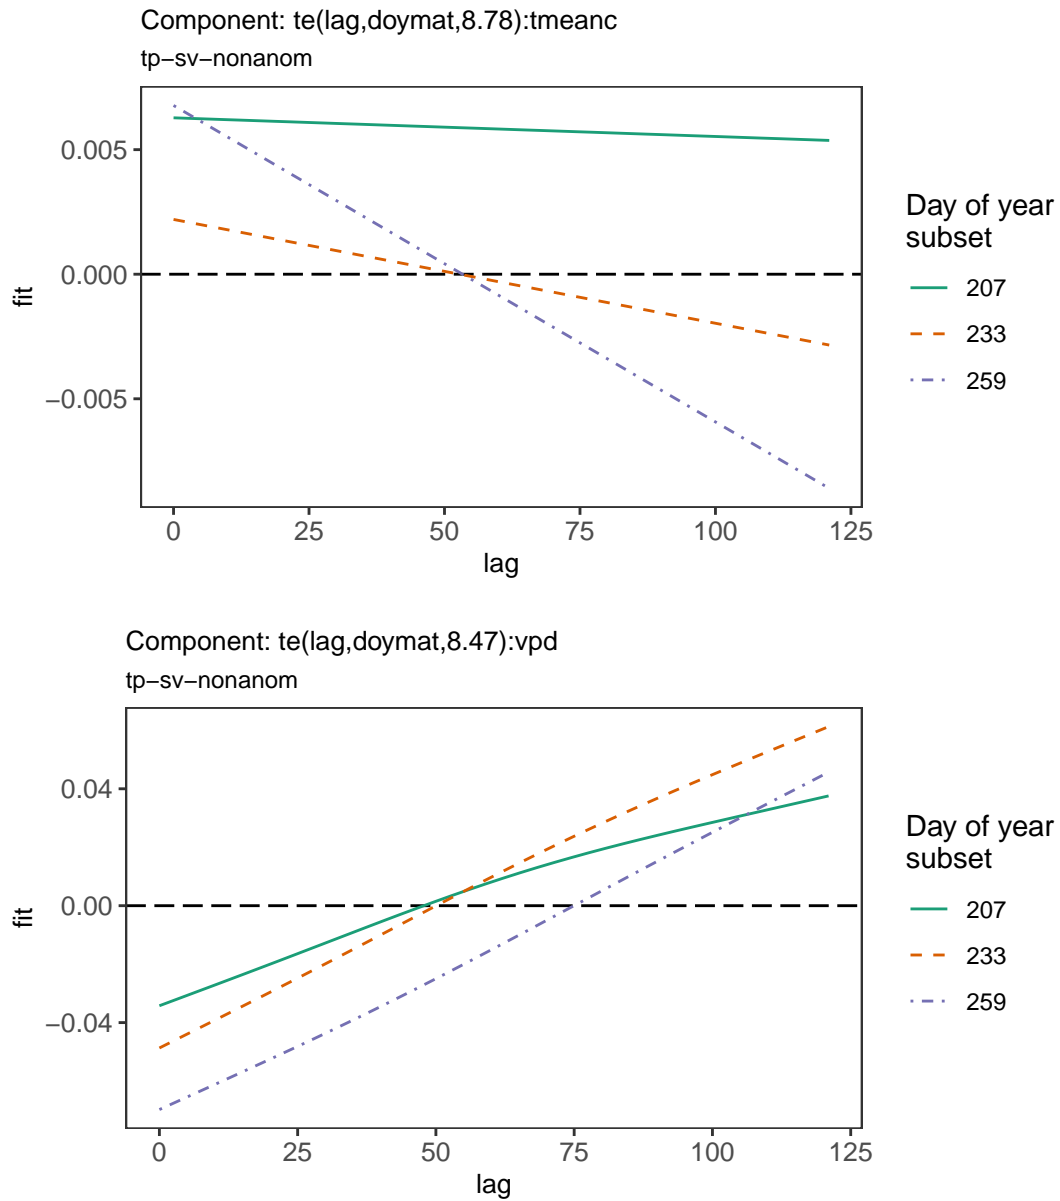 Component: te(lag,doymat,8.78):tmeanc
tp−sv−nonanom
0.005
0.000
−0.005
fit
0
25
50
75
100
125
lag
Day of year
subset
207
233
259
Component: te(lag,doymat,8.47):vpd
tp−sv−nonanom
0.04
0.00
−0.04
fit
0
25
50
75
100
125
lag
Day of year
subset
207
233
259